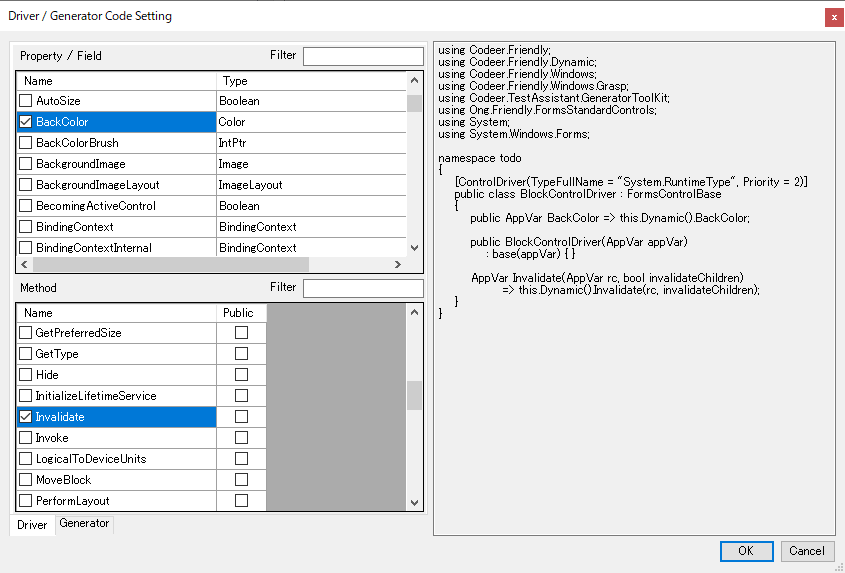 Driver / Generator Code Setting
x
Property / Field
Filter
Name Type
AutoSize Boolean
BackColor Color
BackColorBrush IntPtr
BackgroundImage Image
BackgroundImageLayout ImageLayout
BecomingActiveControl Boolean
BindingContext BindingContext
BindingContextInternal BindingContext
Method
Filter
Name Public
GetPreferredSize
GetType
Hide
InitializeLifetimeService
Invalidate
Invoke
LogicalToDeviceUnits
MoveBlock
PerformLayout
Driver Generator
using Codeer.Friendly;
using Codeer.Friendly.Dynamic;
using Codeer.Friendly.Windows;
using Codeer.Friendly.Windows.Grasp;
using Codeer.TestAssistant.GeneratorToolKit;
using Ong.Friendly.FormsStandardControls;
using System;
using System.Windows.Forms;
namespace todo
{
[ControlDriver(TypeFullName = "System.RuntimeType", Priority = 2)]
public class BlockControlDriver : FormsControlBase
{
public AppVar BackColor => this.Dynamic().BackColor;
public BlockControlDriver(AppVar appVar)
: base(appVar) { }
AppVar Invalidate(AppVar rc, bool invalidateChildren)
=> this.Dynamic().Invalidate(rc, invalidateChildren);
}
}
OK Cancel